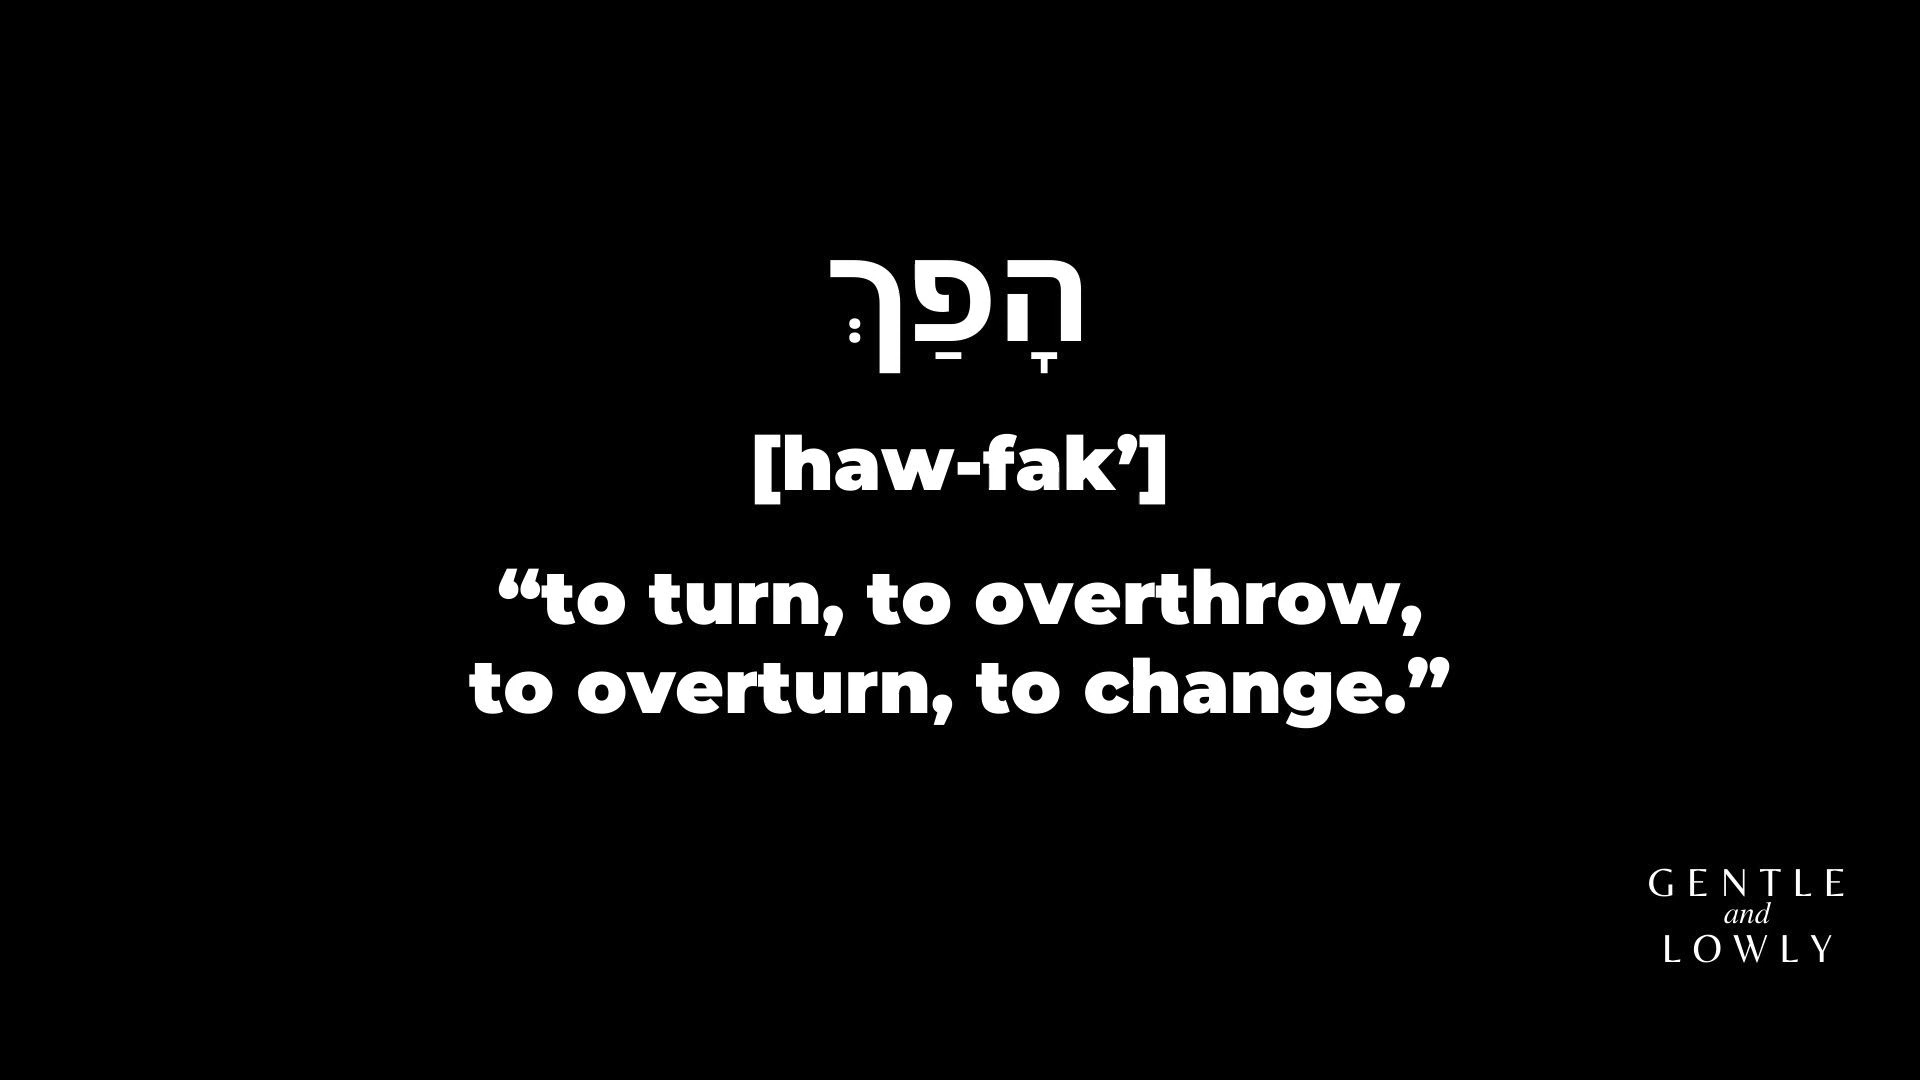 הָפַךְ
[haw-fak’]
“to turn, to overthrow,
to overturn, to change.”
GENTLE
and
LOWLY